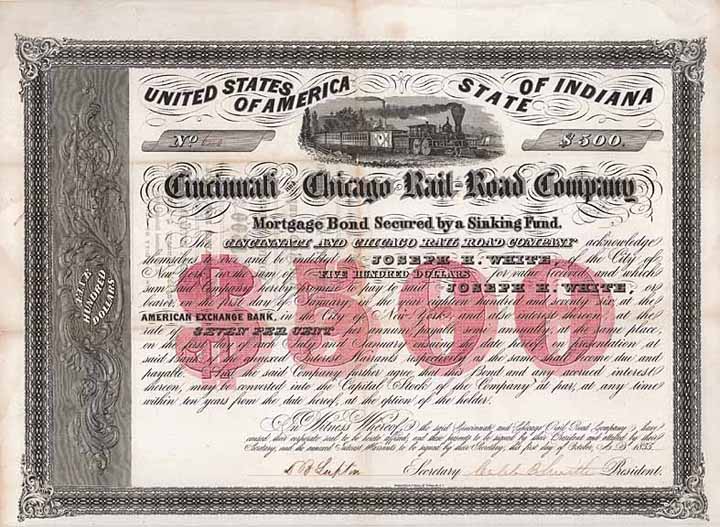 UNITED STATES OF AMERICA
STATE OF INDIANA
No
$500.
Cincinnati and Chicago Rail-Road Company
Mortgage Bond Secured by a Sinking Fund.
The CINCINNATI AND CHICAGO RAIL ROAD COMPANY acknowledge
themselves to owe and be indebted to JOSEPH H. WHITE, of the City of
New York in the sum of FIVE HUNDRED DOLLARS for value received and which
sum said Company hereby promise to pay to said JOSEPH H. WHITE, or
bearer, on the first day of January in the year eighteen hundred and seventy six, at the
AMERICAN EXCHANGE BANK, in the City of New York and also interest thereon at the
rate of SEVEN PER CENT. per annum, payable semi annually at the same place,
on the first days of each July and January ensuing the date hereof, on presentation at
said Bank of the annexed Interest Warrants respectively as the same shall become due and
payable. And the said Company further agree that this Bond and any accrued interest
thereon, may be converted into the Capital Stock of the Company at par, at any time
within ten years from the date hereof, at the option of the holder.
In Witness Whereof, the said Cincinnati and Chicago Rail Road Company have
caused their corporate seal to be hereto affixed, and these presents to be signed by their President and attested by their
Secretary, and the annexed Interest Warrants to be signed by their Secretary, this first day of October, A.D. 1855.
Secretary
President.
FIVE HUNDRED DOLLARS
$500